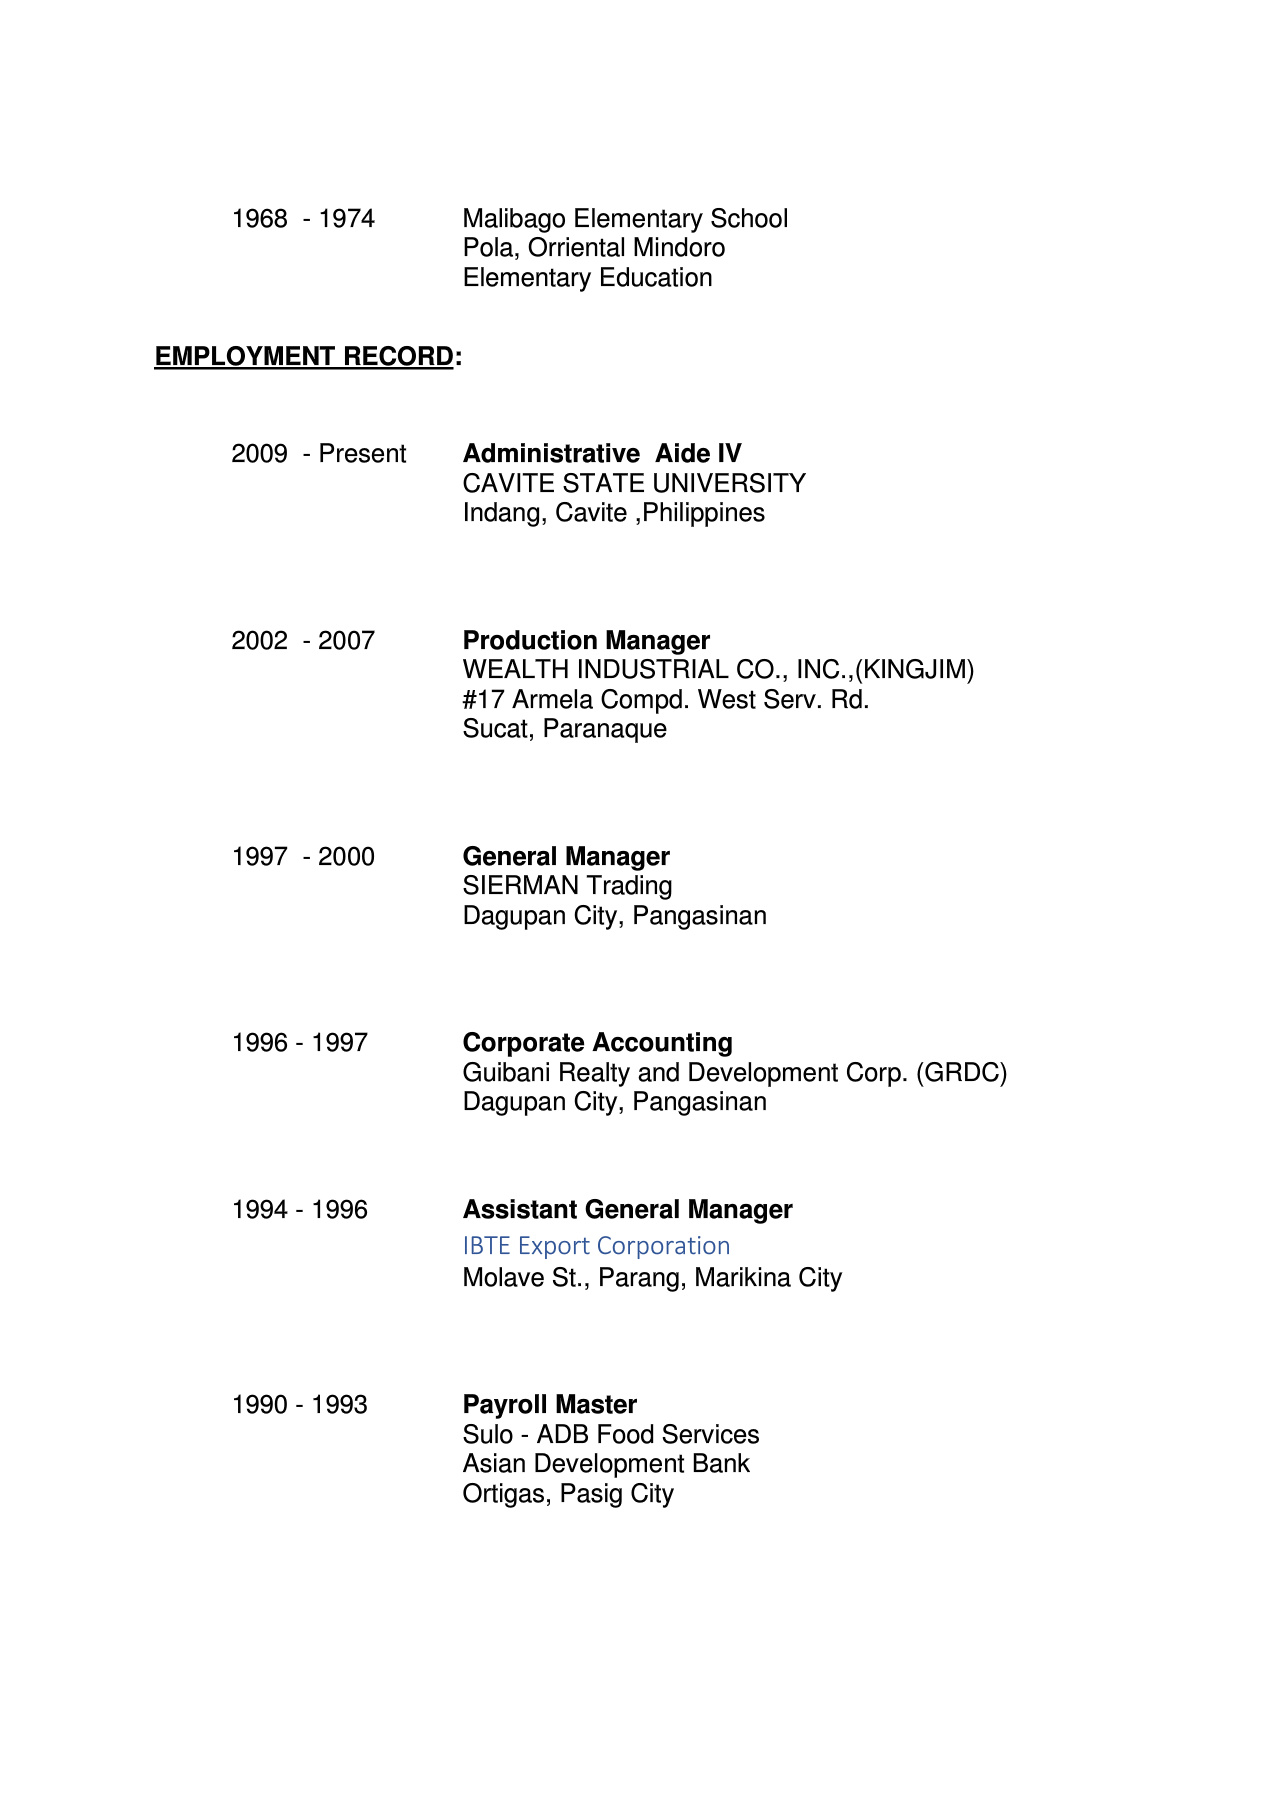 1968 - 1974 Malibago Elementary School
Pola, Orriental Mindoro
Elementary Education
EMPLOYMENT RECORD:
2009 - Present Administrative Aide IV
CAVITE STATE UNIVERSITY
Indang, Cavite ,Philippines
2002 - 2007 Production Manager
WEALTH INDUSTRIAL CO., INC.,(KINGJIM)
#17 Armela Compd. West Serv. Rd.
Sucat, Paranaque
1997 - 2000 General Manager
SIERMAN Trading
Dagupan City, Pangasinan
1996 - 1997 Corporate Accounting
Guibani Realty and Development Corp. (GRDC)
Dagupan City, Pangasinan
1994 - 1996 Assistant General Manager
IBTE Export Corporation
Molave St., Parang, Marikina City
1990 - 1993 Payroll Master
Sulo - ADB Food Services
Asian Development Bank
Ortigas, Pasig City